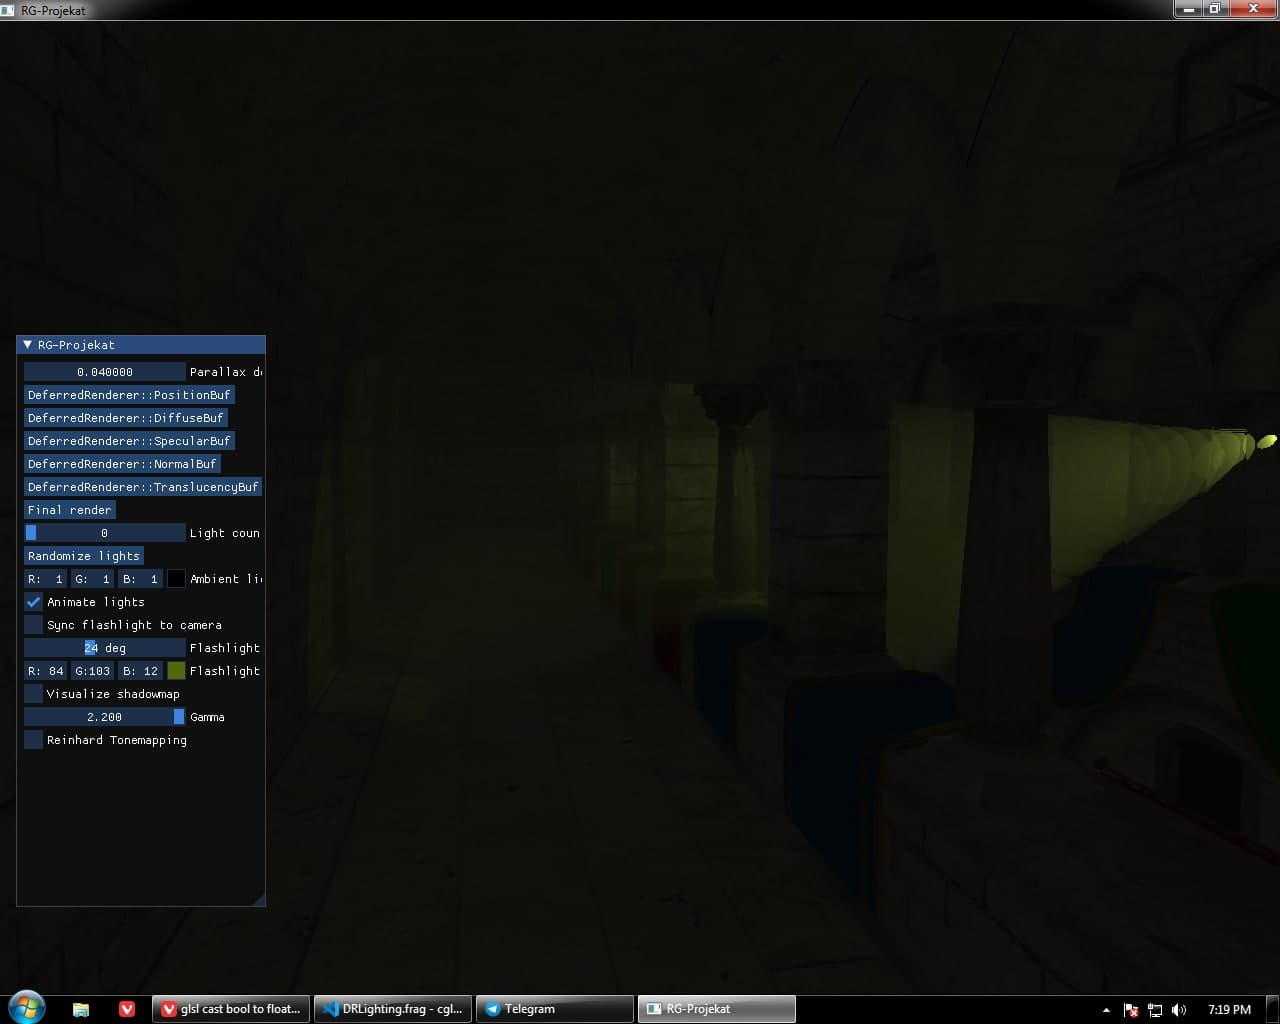 RG-Projekat
RG-Projekat
0.040000 Parallax de
DeferredRenderer::PositionBuf
DeferredRenderer::DiffuseBuf
DeferredRenderer::SpecularBuf
DeferredRenderer::NormalBuf
DeferredRenderer::TranslucencyBuf
Final render
0 Light coun
Randomize lights
R: 1 G: 1 B: 1 Ambient li
Animate lights
Sync flashlight to camera
24 deg Flashlight
R: 84 G:103 B: 12 Flashlight
Visualize shadowmap
2.200 Gamma
Reinhard Tonemapping
glsl cast bool to float... DRLighting.frag - cgl... Telegram RG-Projekat 7:19 PM